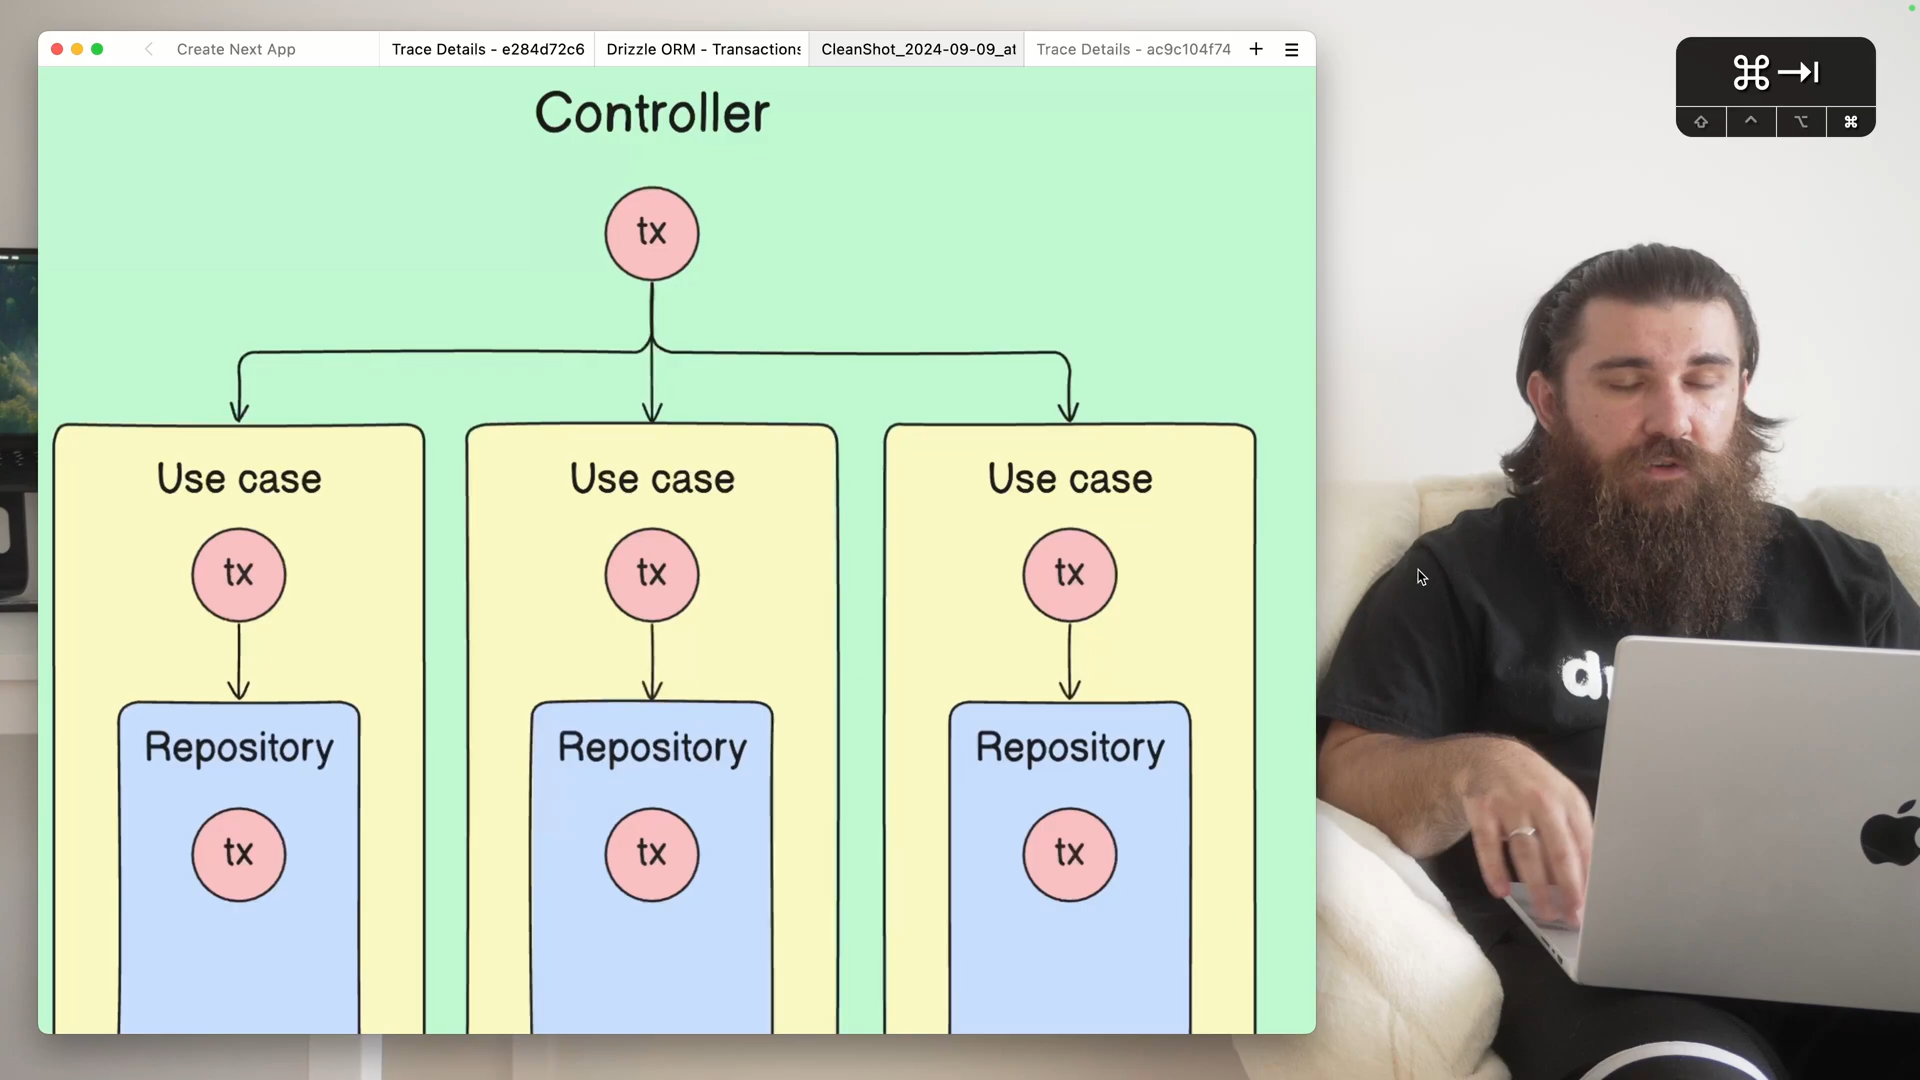 Create Next App
Trace Details - e284d72c6
Drizzle ORM - Transactions
CleanShot_2024-09-09_at
Trace Details - ac9c104f74
Controller
tx
Use case
Use case
Use case
tx
tx
tx
Repository
Repository
Repository
tx
tx
tx